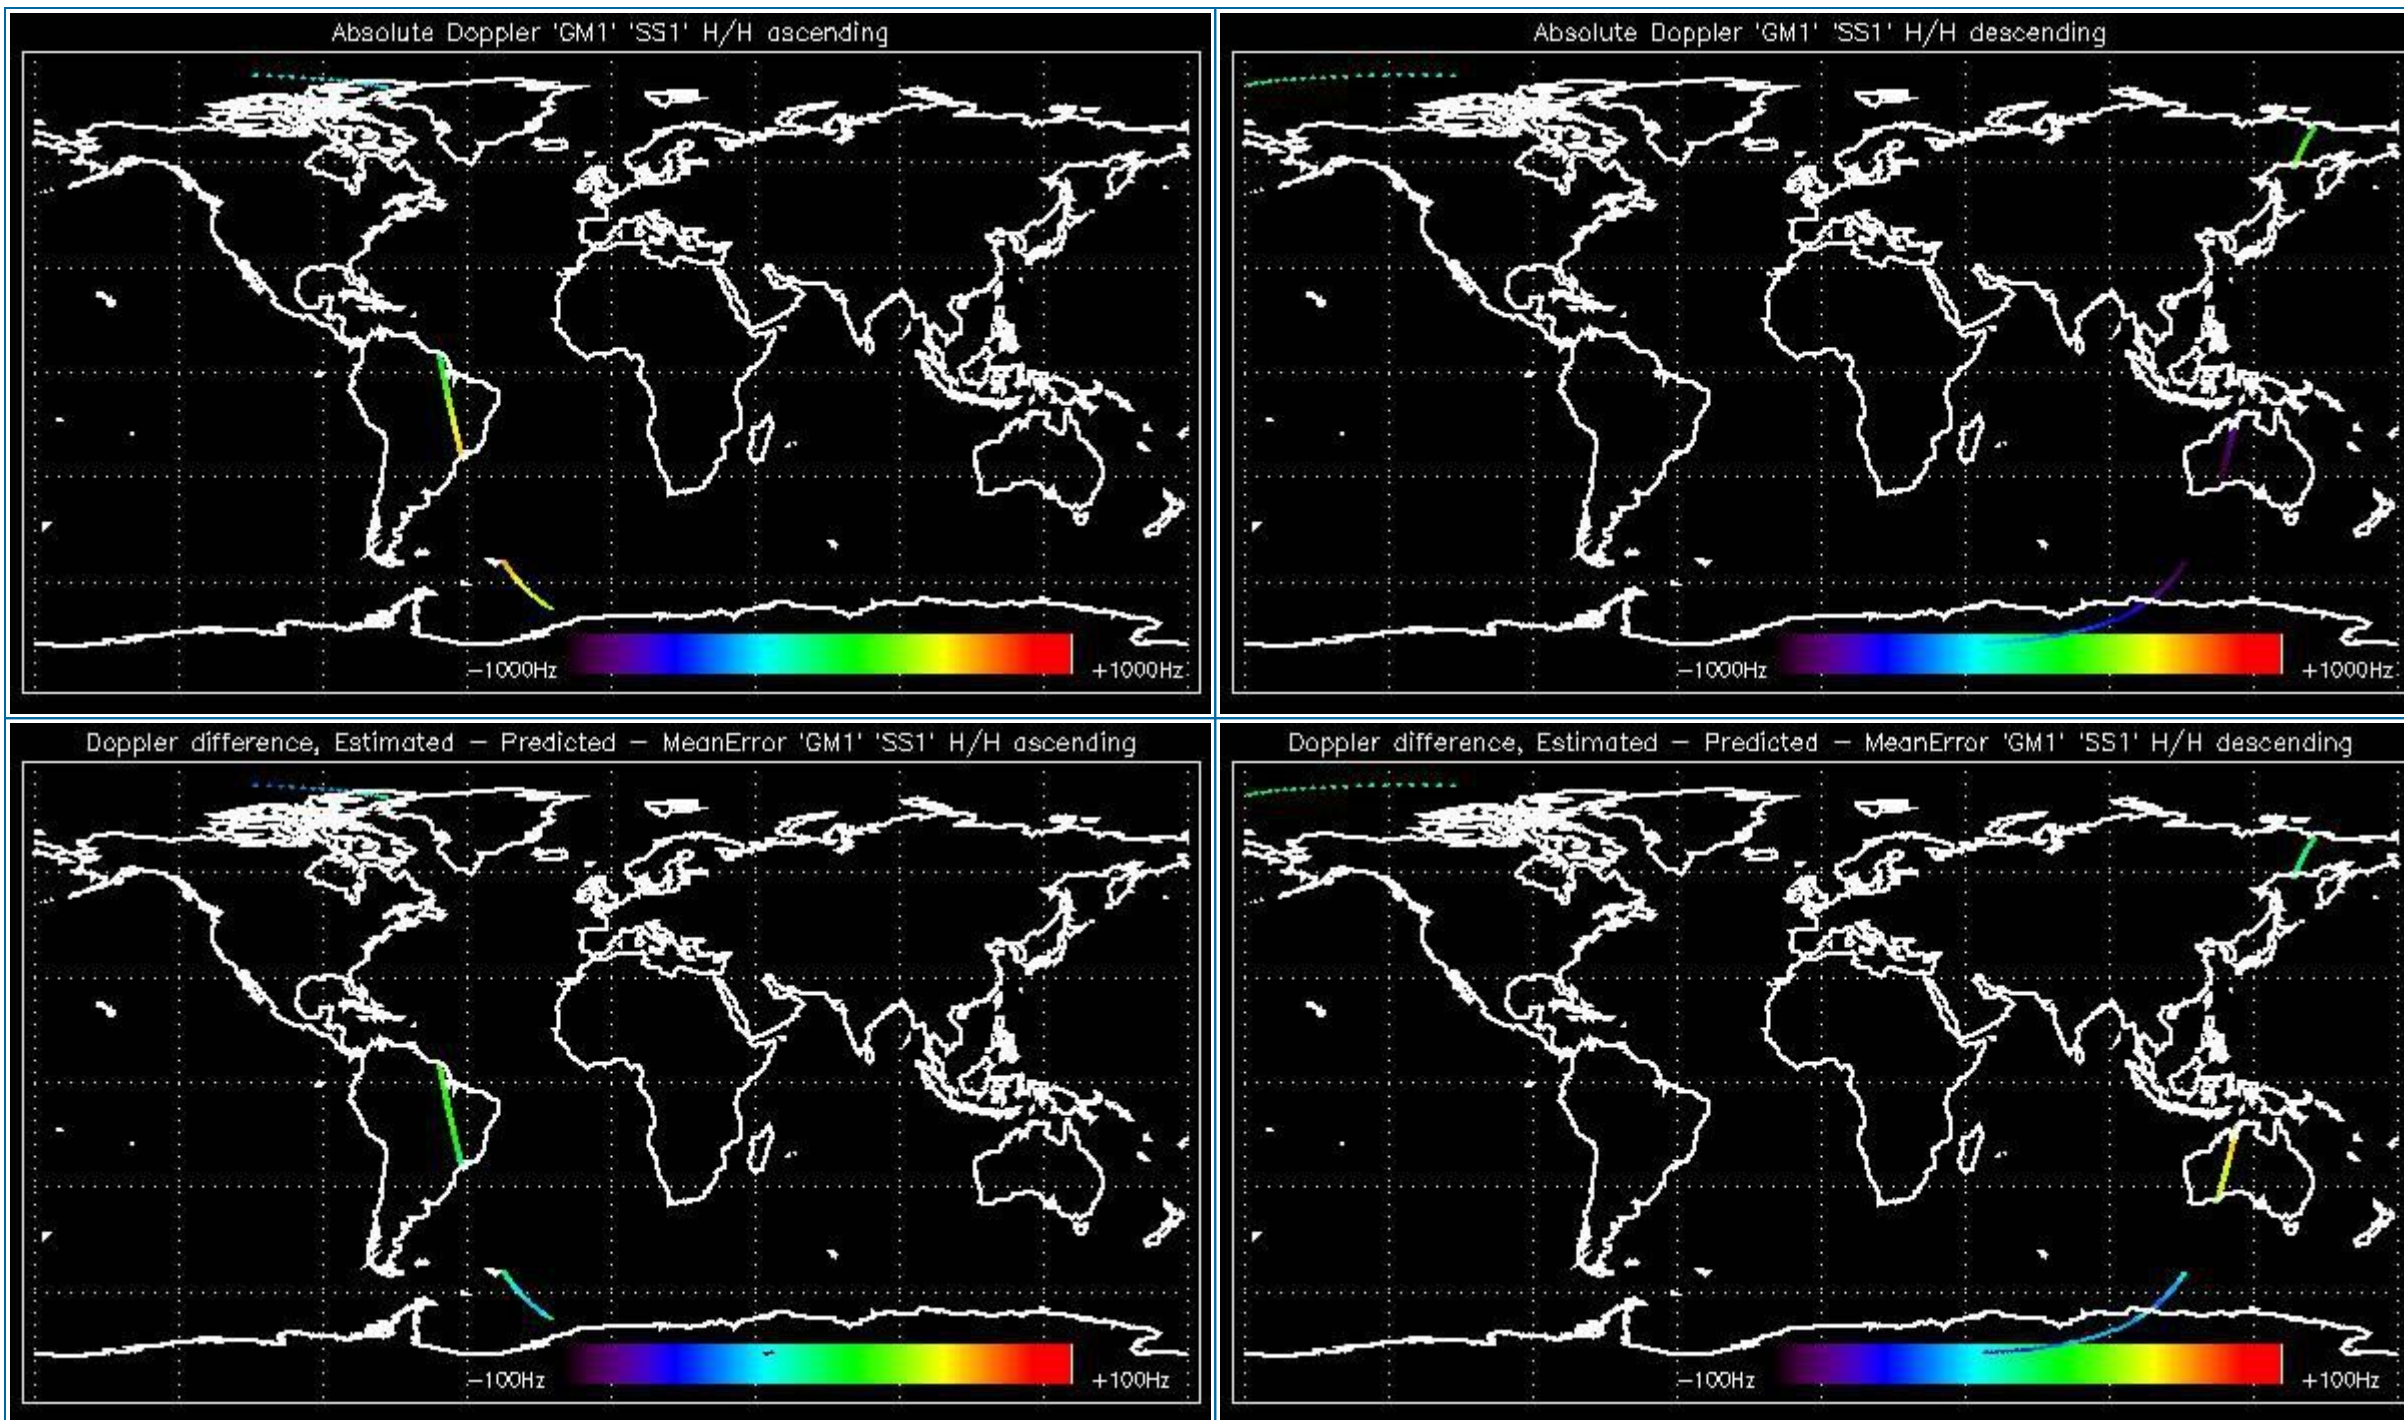 Absolute Doppler 'GM1' 'SS1' H/H ascending
-1000Hz
+1000Hz
Absolute Doppler 'GM1' 'SS1' H/H descending
-1000Hz
+1000Hz
Doppler difference, Estimated - Predicted - MeanError 'GM1' 'SS1' H/H ascending
-100Hz
+100Hz
Doppler difference, Estimated - Predicted - MeanError 'GM1' 'SS1' H/H descending
-100Hz
+100Hz